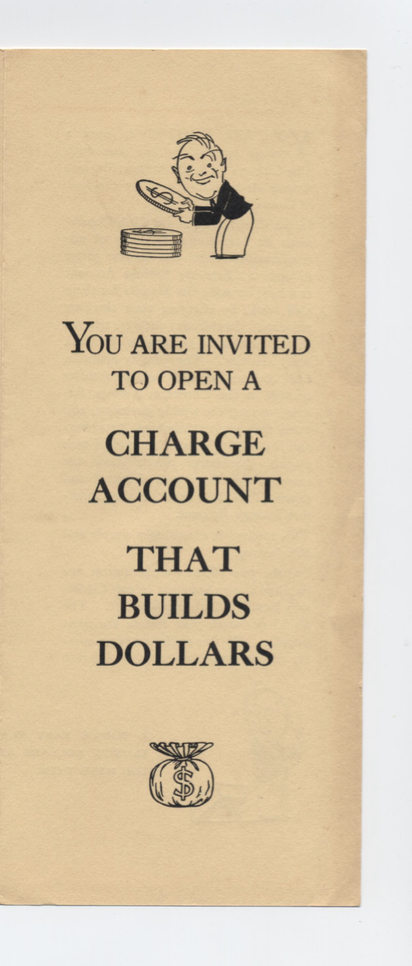 YOU ARE INVITED
TO OPEN A
CHARGE
ACCOUNT
THAT
BUILDS
DOLLARS
$